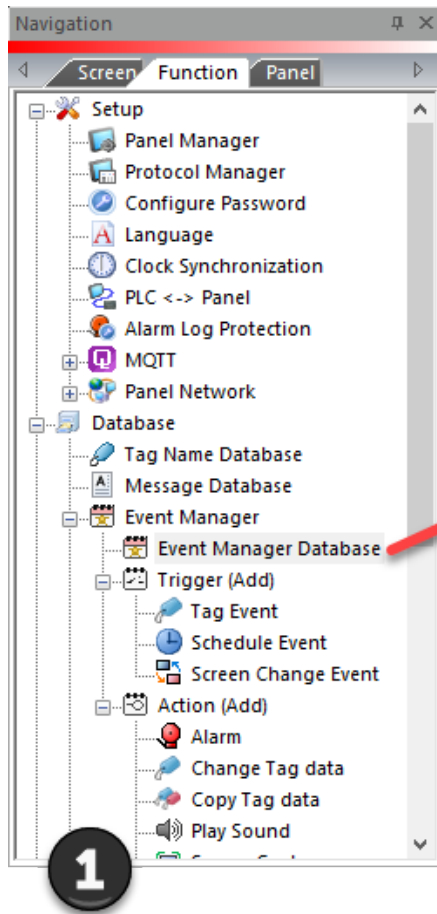 Navigation
Screen Function Panel
Setup
Panel Manager
Protocol Manager
Configure Password
Language
Clock Synchronization
PLC <-> Panel
Alarm Log Protection
MQTT
Panel Network
Database
Tag Name Database
Message Database
Event Manager
Event Manager Database
Trigger (Add)
Tag Event
Schedule Event
Screen Change Event
Action (Add)
Alarm
Change Tag data
Copy Tag data
Play Sound
1